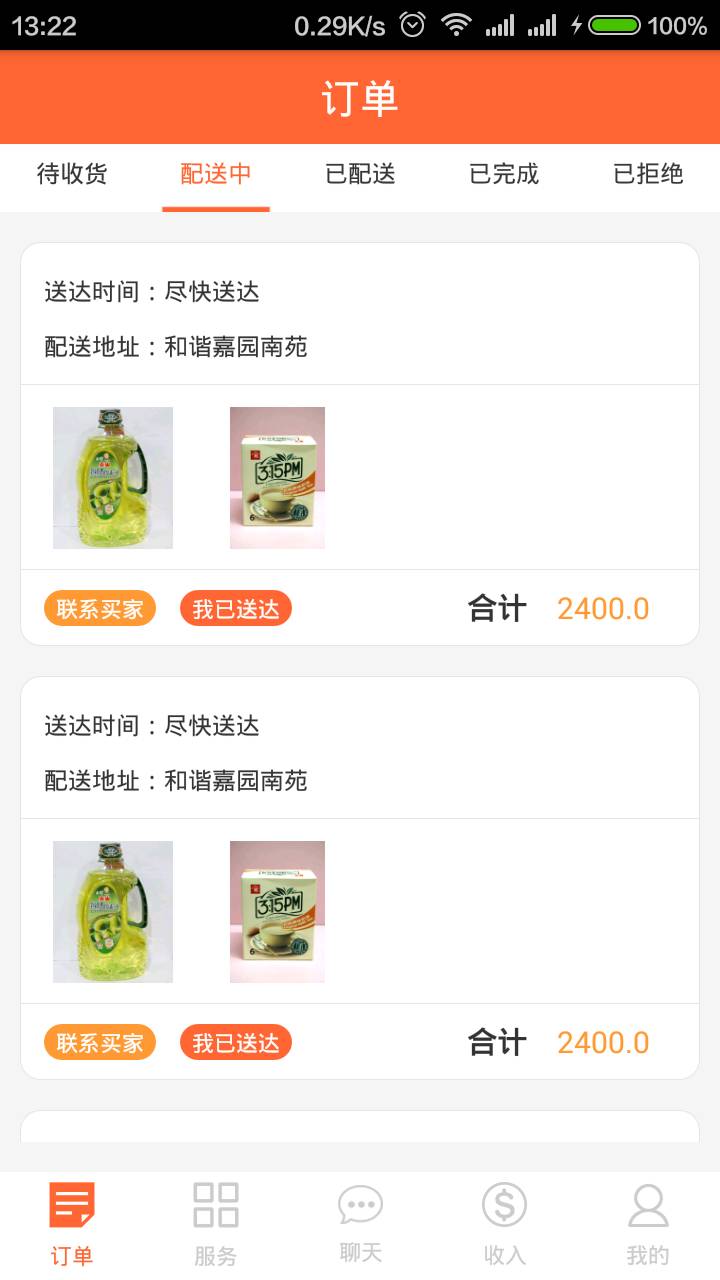 13:22 0.29K/s 100%
订单
待收货 配送中 已配送 已完成 已拒绝
送达时间：尽快送达
配送地址：和谐嘉园南苑
3:15PM
联系买家 我已送达 合计 2400.0
送达时间：尽快送达
配送地址：和谐嘉园南苑
3:15PM
联系买家 我已送达 合计 2400.0
订单 服务 聊天 收入 我的